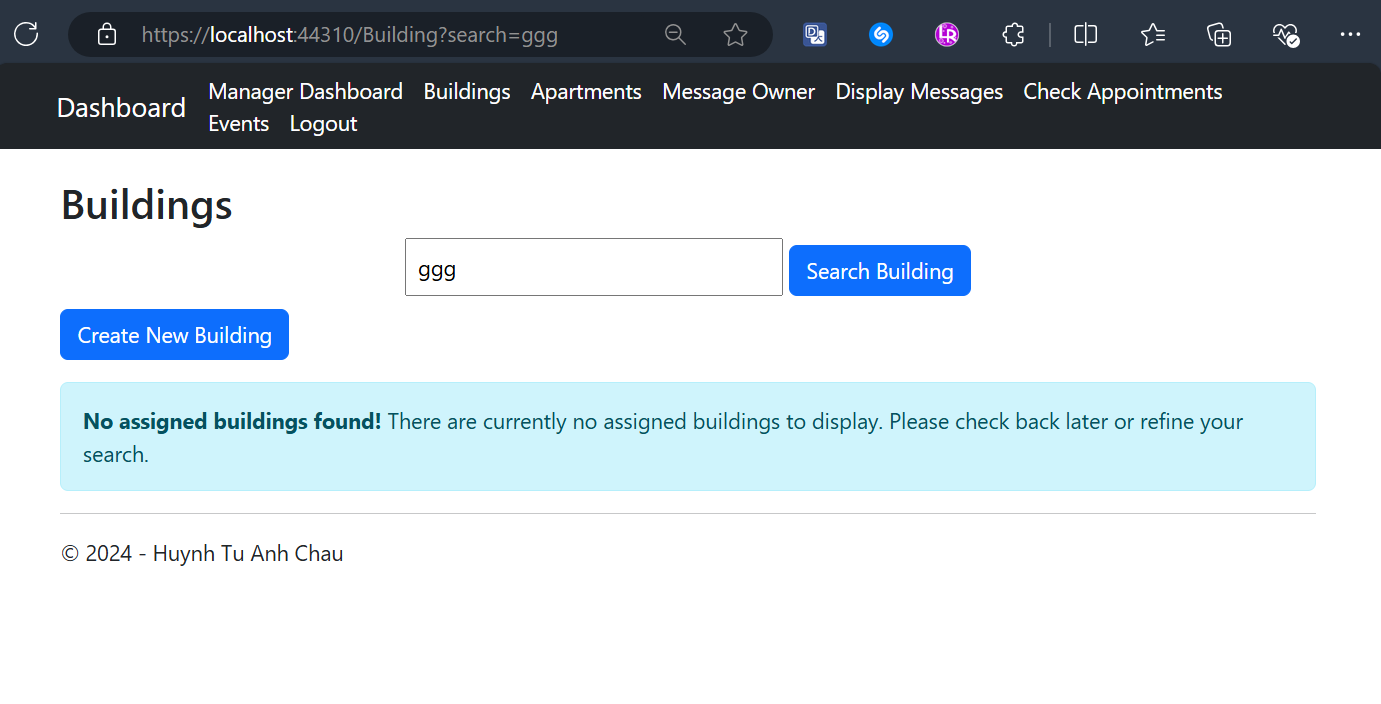 https://localhost:44310/Building?search=ggg
Dashboard
Manager Dashboard Buildings Apartments Message Owner Display Messages Check Appointments
Events Logout
Buildings
ggg
Search Building
Create New Building
No assigned buildings found! There are currently no assigned buildings to display. Please check back later or refine your
search.
© 2024 - Huynh Tu Anh Chau